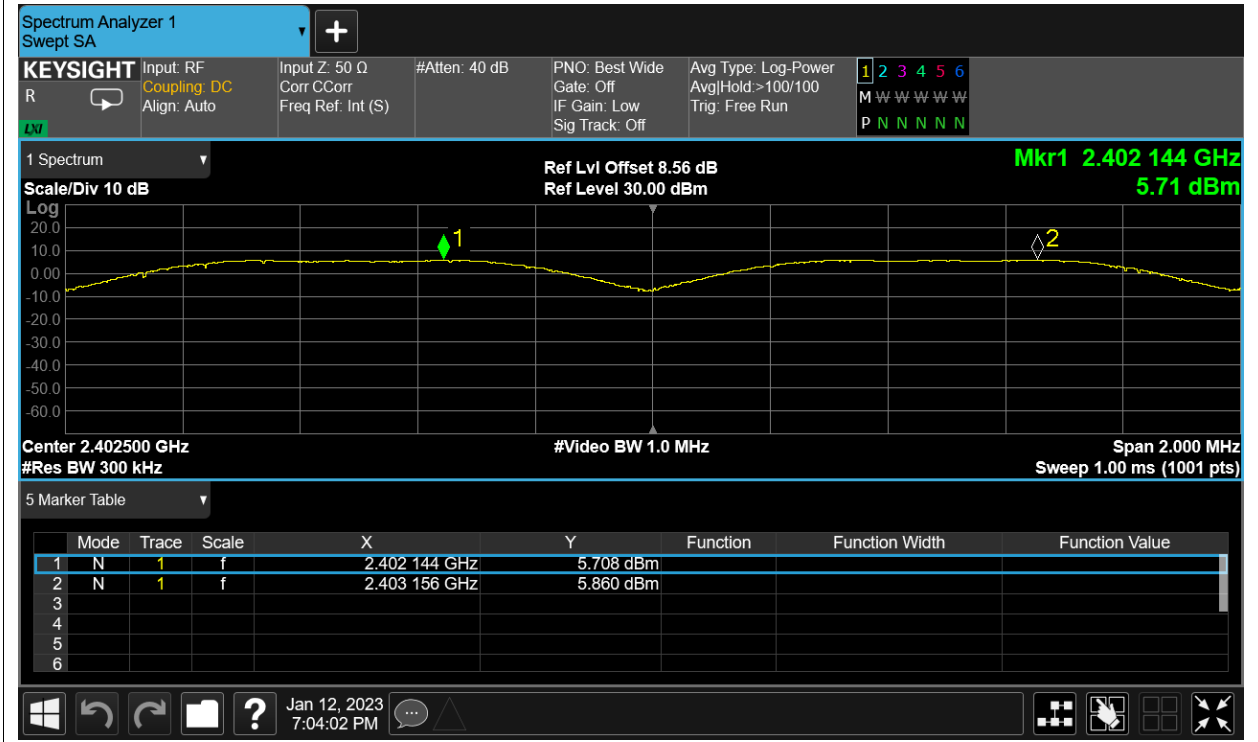 Spectrum Analyzer 1
Swept SA
+
KEYSIGHT Input: RF Input Z: 50 Ω #Atten: 40 dB PNO: Best Wide Avg Type: Log-Power 1 2 3 4 5 6
R Coupling: DC Corr CCorr Gate: Off Avg|Hold:>100/100 M W W W W W
Align: Auto Freq Ref: Int (S) IF Gain: Low Trig: Free Run
LXI Sig Track: Off P N N N N N
1 Spectrum Ref Lvl Offset 8.56 dB Mkr1 2.402 144 GHz
Scale/Div 10 dB Ref Level 30.00 dBm 5.71 dBm
Log
20.0
1 2
10.0
0.00
-10.0
-20.0
-30.0
-40.0
-50.0
-60.0
Center 2.402500 GHz #Video BW 1.0 MHz Span 2.000 MHz
#Res BW 300 kHz Sweep 1.00 ms (1001 pts)
5 Marker Table
Mode Trace Scale X Y Function Function Width Function Value
1 N 1 f 2.402 144 GHz 5.708 dBm
2 N 1 f 2.403 156 GHz 5.860 dBm
3
4
5
6
? Jan 12, 2023
7:04:02 PM